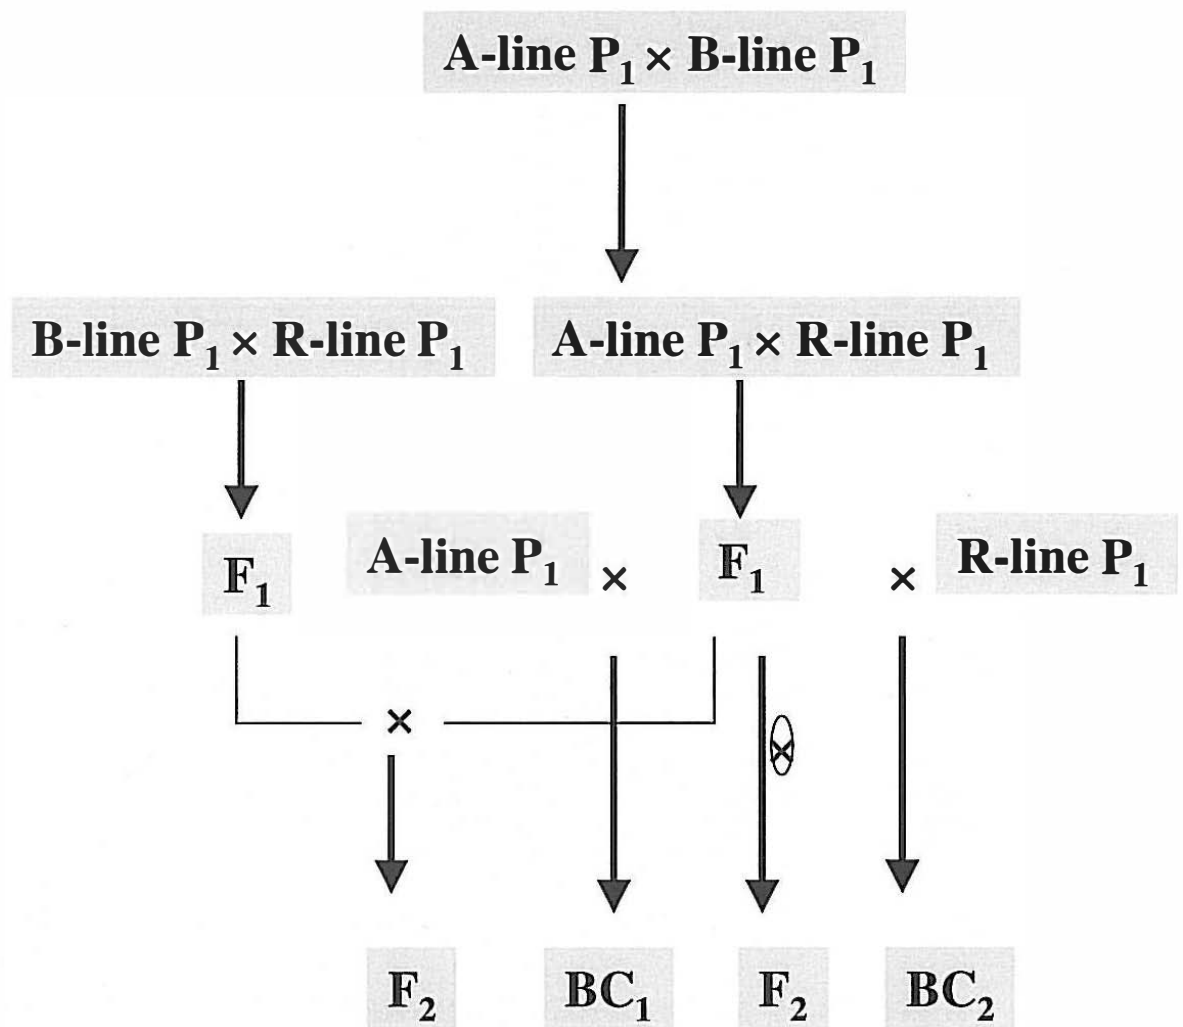 A-line P₁ × B-line P₁
B-line P₁ × R-line P₁
A-line P₁ × R-line P₁
F₁
A-line P₁
×
F₁
×
R-line P₁
×
×
F₂
BC₁
F₂
BC₂